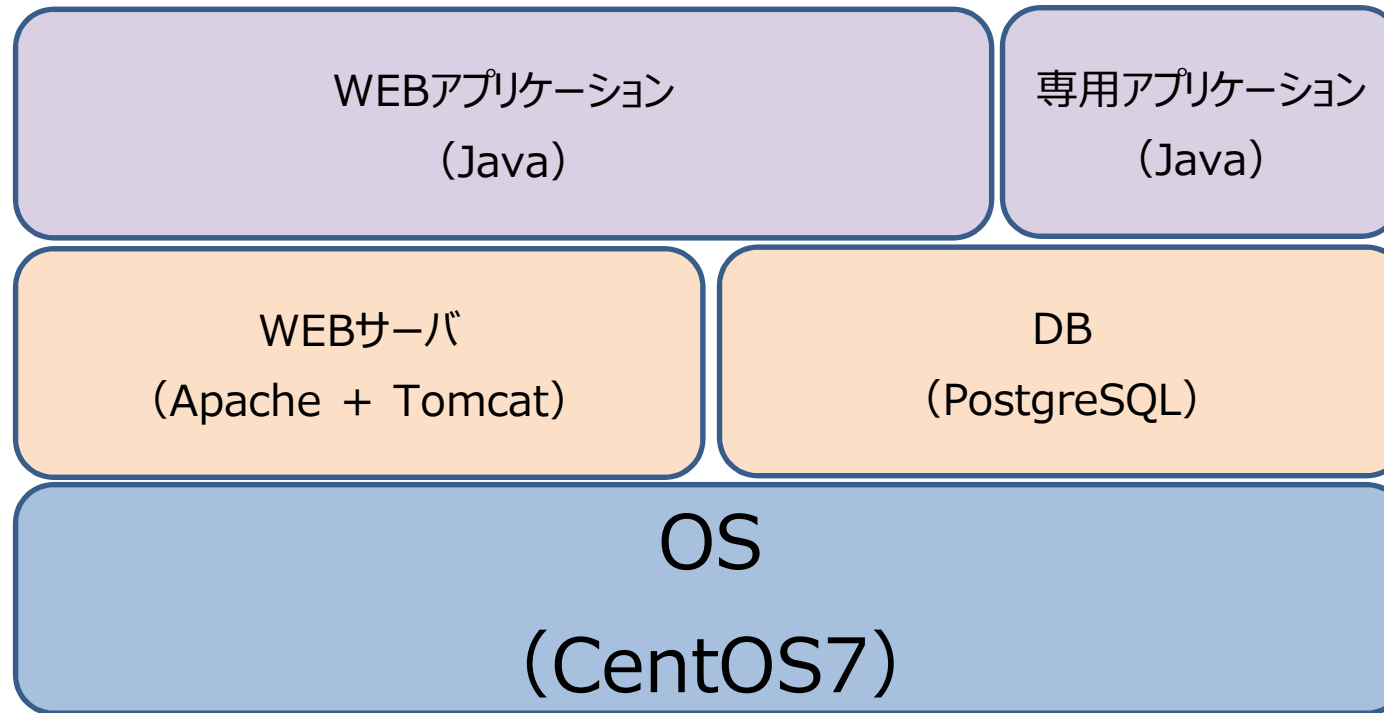 WEBアプリケーション
（Java）
専用アプリケーション
（Java）
WEBサーバ
（Apache + Tomcat）
DB
（PostgreSQL）
OS
（CentOS7）